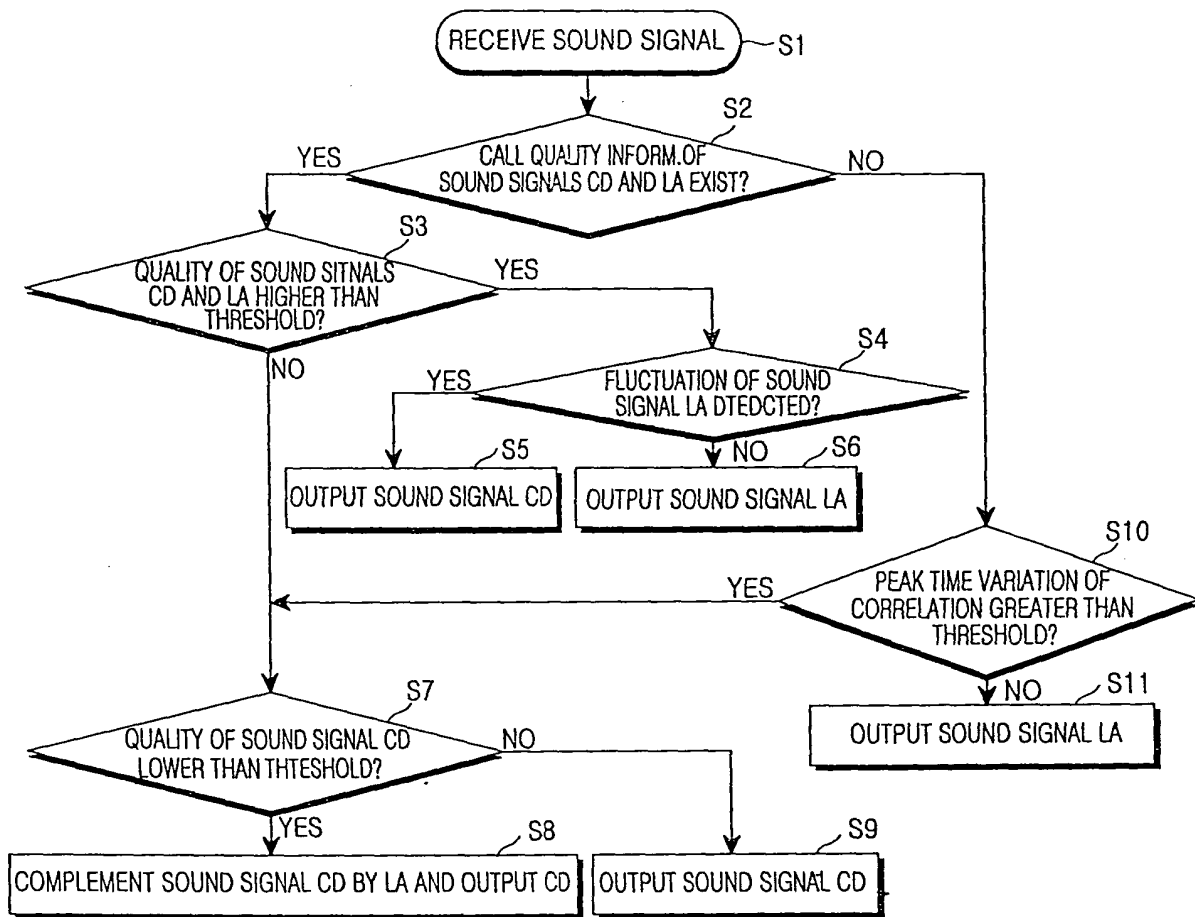 RECEIVE SOUND SIGNAL
S1
S2
CALL QUALITY INFORM.OF
SOUND SIGNALS CD AND LA EXIST?
YES
NO
S3
QUALITY OF SOUND SITNALS
CD AND LA HIGHER THAN
THRESHOLD?
YES
NO
S4
FLUCTUATION OF SOUND
SIGNAL LA DTEDCTED?
YES
NO
S5
OUTPUT SOUND SIGNAL CD
S6
OUTPUT SOUND SIGNAL LA
S10
PEAK TIME VARIATION OF
CORRELATION GREATER THAN
THRESHOLD?
YES
NO
S11
OUTPUT SOUND SIGNAL LA
S7
QUALITY OF SOUND SIGNAL CD
LOWER THAN THTESHOLD?
NO
YES
S8
COMPLEMENT SOUND SIGNAL CD BY LA AND OUTPUT CD
S9
OUTPUT SOUND SIGNAL CD